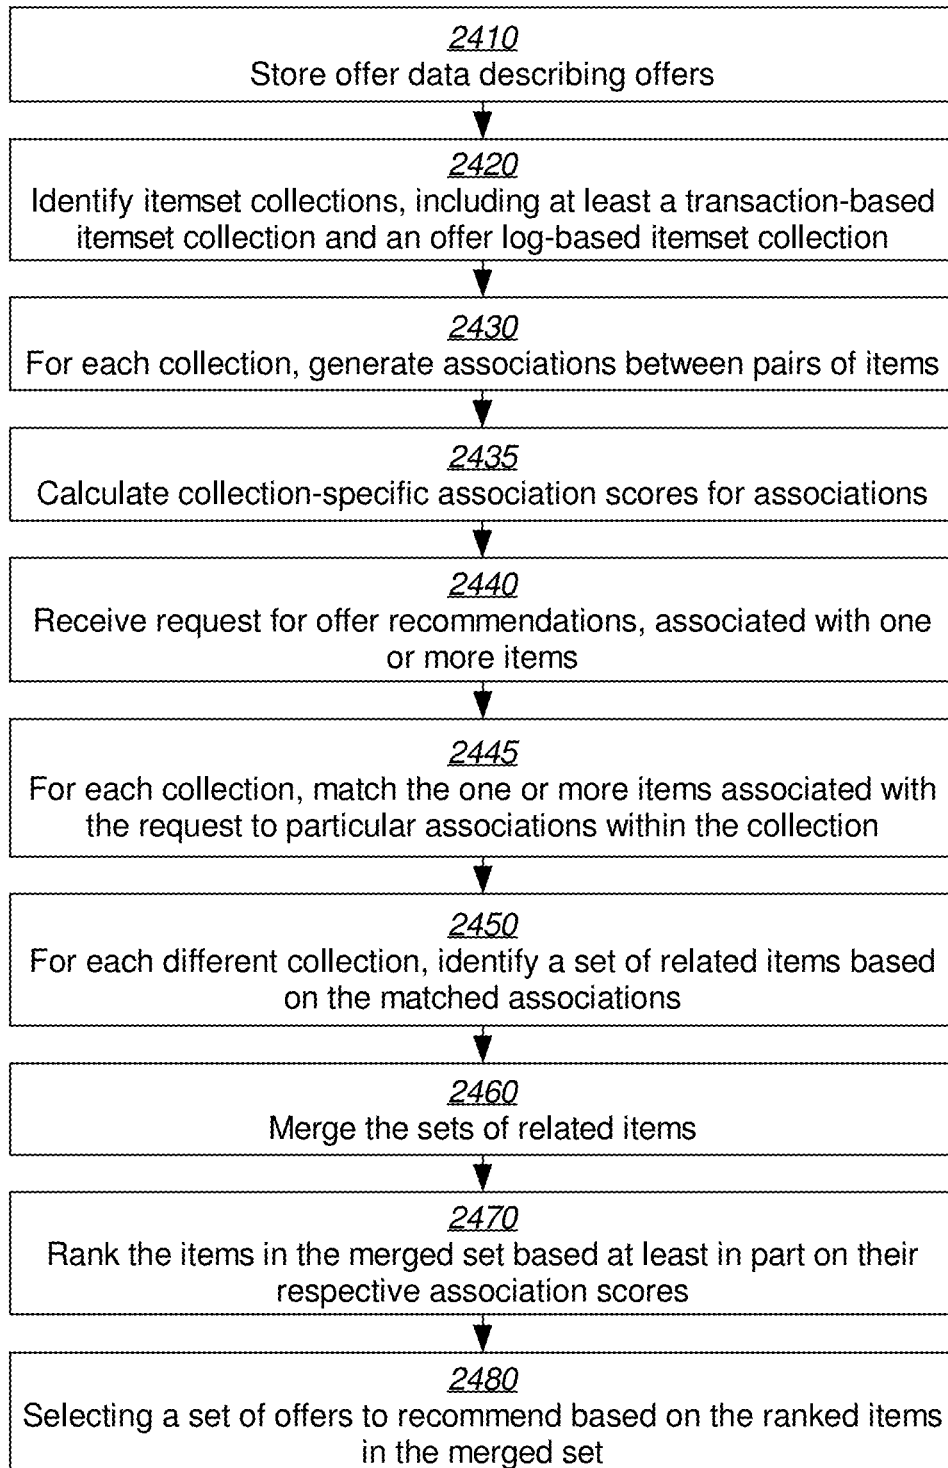 2410
Store offer data describing offers
2420
Identify itemset collections, including at least a transaction-based
itemset collection and an offer log-based itemset collection
2430
For each collection, generate associations between pairs of items
2435
Calculate collection-specific association scores for associations
2440
Receive request for offer recommendations, associated with one
or more items
2445
For each collection, match the one or more items associated with
the request to particular associations within the collection
2450
For each different collection, identify a set of related items based
on the matched associations
2460
Merge the sets of related items
2470
Rank the items in the merged set based at least in part on their
respective association scores
2480
Selecting a set of offers to recommend based on the ranked items
in the merged set